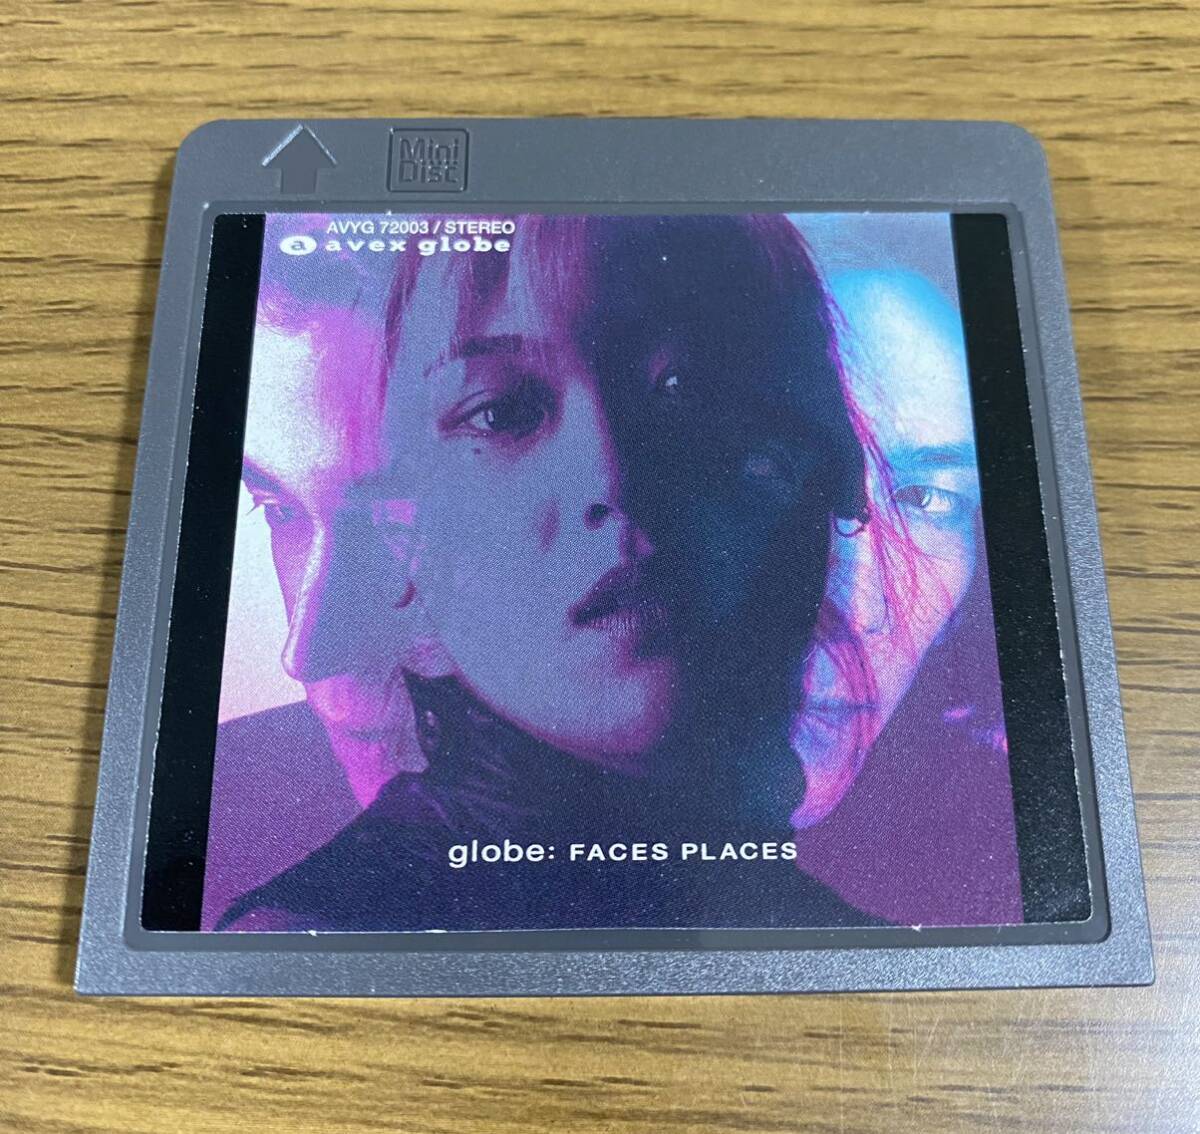 Mini
Disc
AVYG 72003 / STEREO
a avex globe
globe: FACES PLACES